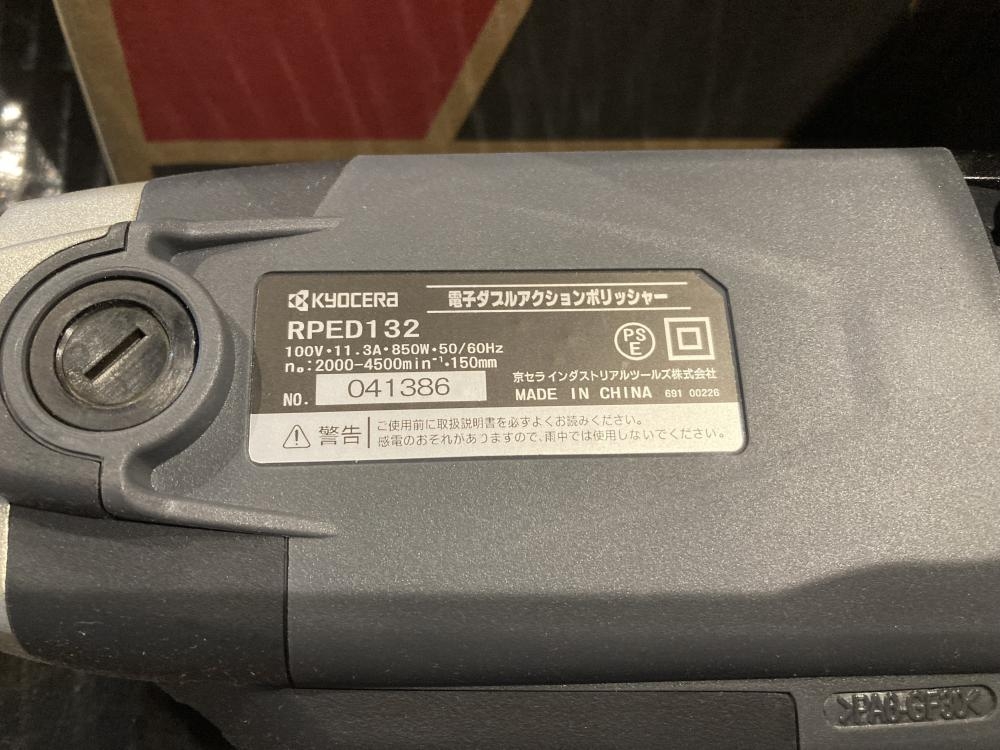 KYOCERA 電子ダブルアクションポリッシャー
RPED132
100V・11.3A・850W・50/60Hz
n₀:2000-4500min⁻¹・150mm
PS
E
NO. 041386
京セラ インダストリアルツールズ株式会社
MADE IN CHINA 691 00226
警告
ご使用前に取扱説明書を必ずよくお読みください。
感電のおそれがありますので、雨中では使用しないでください。
>PA6-GF30<